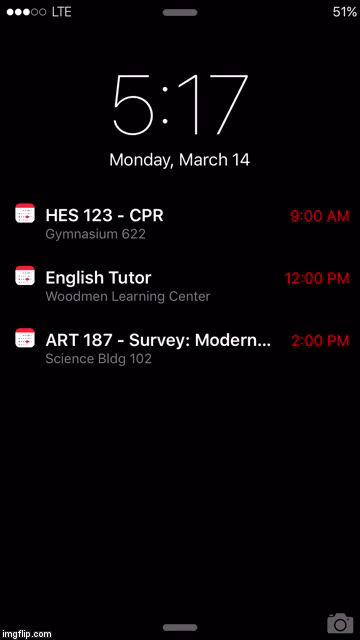 LTE
51%
5:17
Monday, March 14
HES 123 - CPR
9:00 AM
Gymnasium 622
English Tutor
12:00 PM
Woodmen Learning Center
ART 187 - Survey: Modern...
2:00 PM
Science Bldg 102
imgflip.com